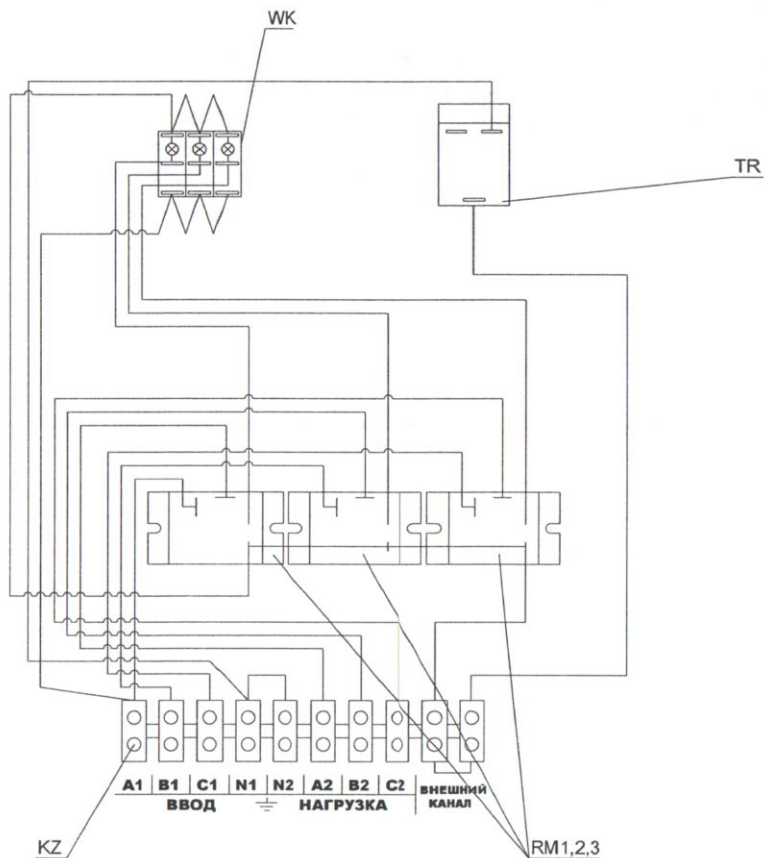 WK
TR
A1 B1 C1 N1 N2 A2 B2 C2 ВНЕШНИЙ
КАНАЛ
ВВОД НАГРУЗКА
KZ
RM1,2,3